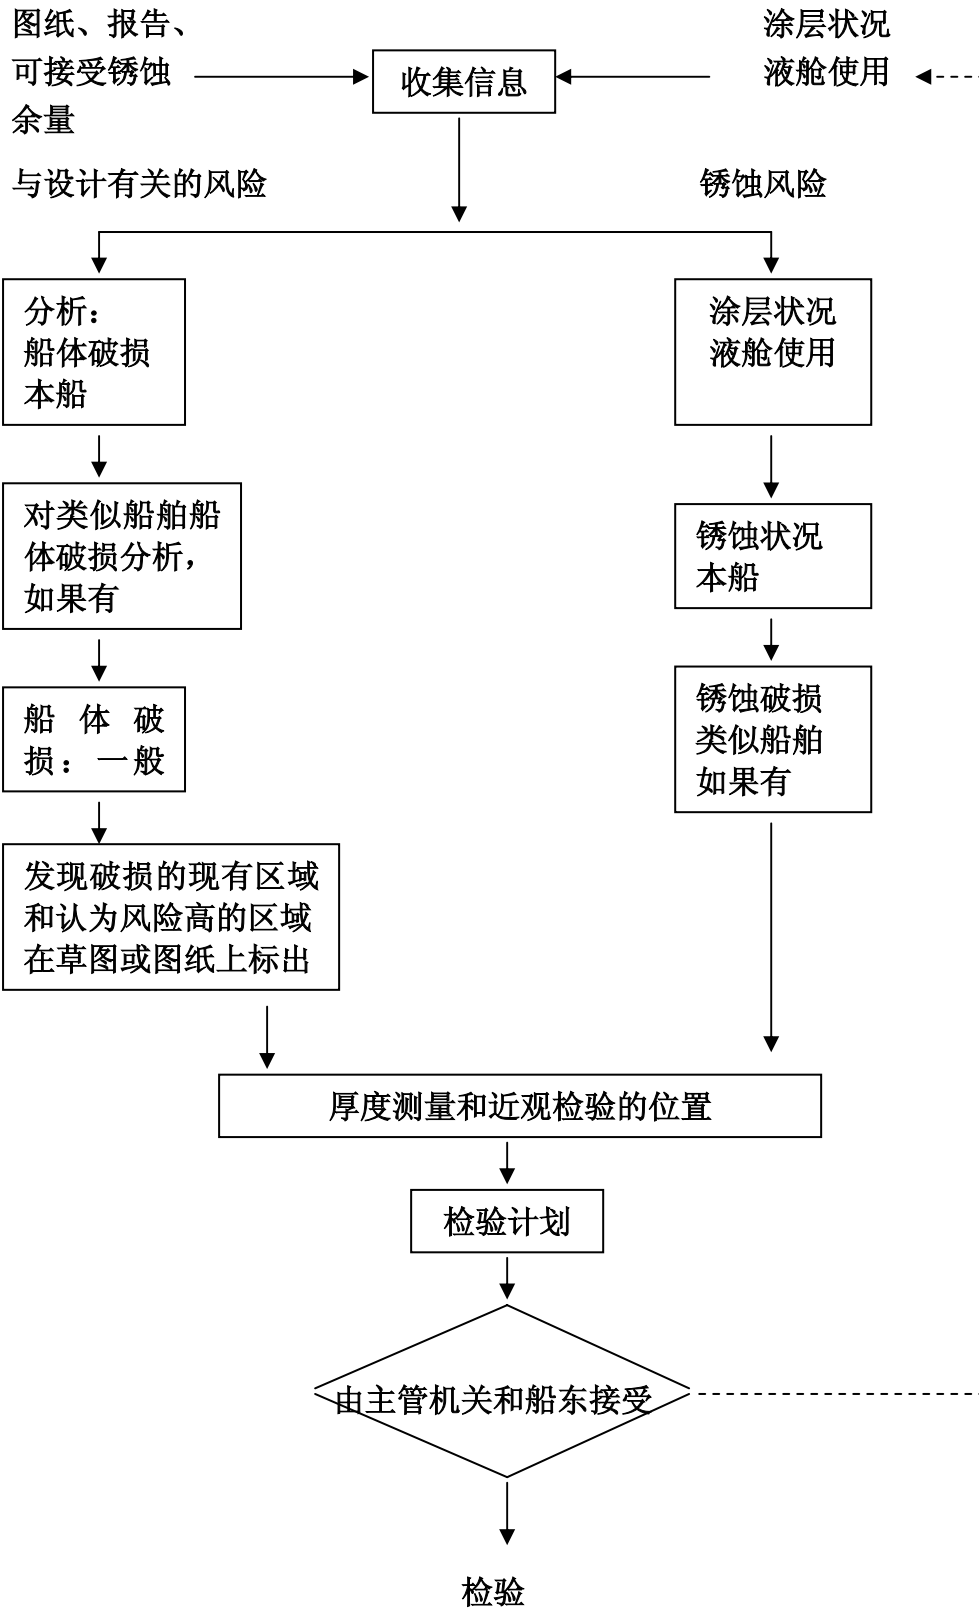 图纸、报告、
可接受锈蚀
余量
收集信息
涂层状况
液舱使用
与设计有关的风险
锈蚀风险
分析：
船体破损
本船
对类似船舶船
体破损分析，
如果有
船体破
损：一般
发现破损的现有区域
和认为风险高的区域
在草图或图纸上标出
涂层状况
液舱使用
锈蚀状况
本船
锈蚀破损
类似船舶
如果有
厚度测量和近观检验的位置
检验计划
由主管机关和船东接受
检验